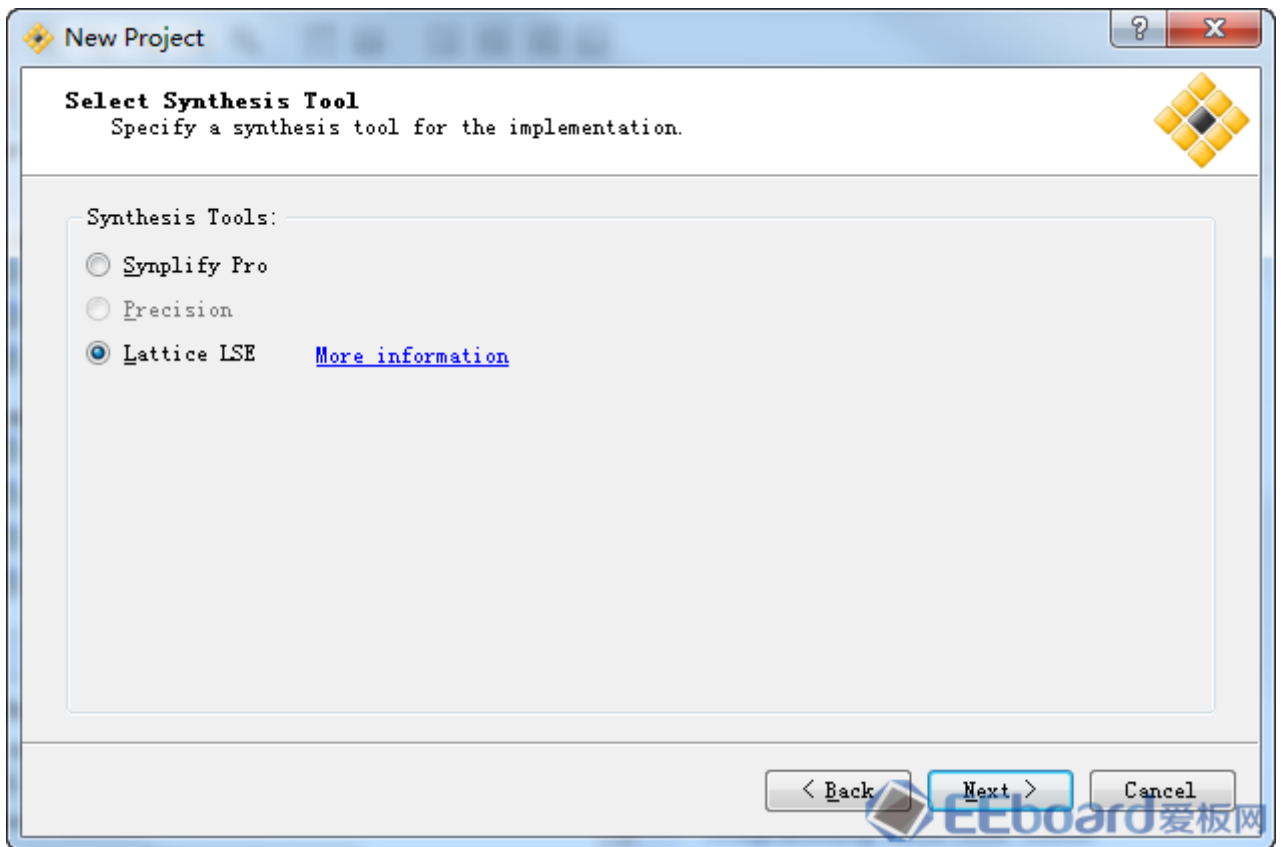 New Project
Select Synthesis Tool
Specify a synthesis tool for the implementation.
Synthesis Tools:
Synplify Pro
Precision
Lattice LSE More information
< Back Next > Cancel
EEboard爱板网